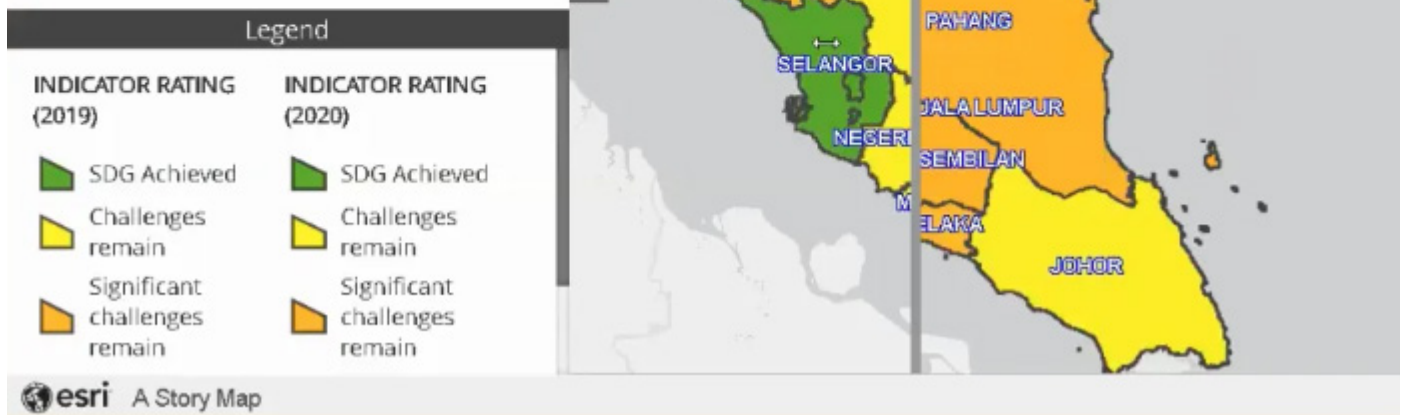 Legend
INDICATOR RATING
(2019)
SDG Achieved
Challenges
remain
Significant
challenges
remain
INDICATOR RATING
(2020)
SDG Achieved
Challenges
remain
Significant
challenges
remain
PAHANG
SELANGOR
JALA LUMPUR
NEGERI
SEMBILAN
M
ELAKA
JOHOR
esri A Story Map